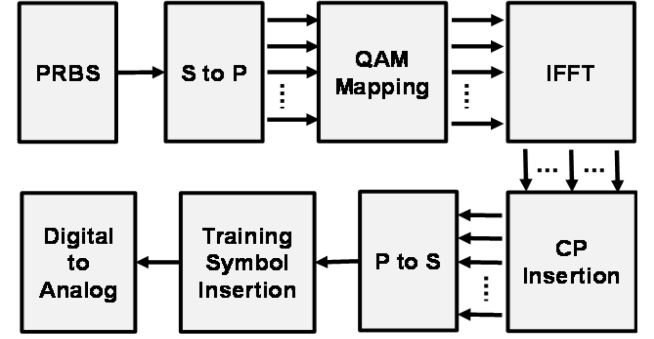 PRBS
S to P
QAM
Mapping
IFFT
Digital
to
Analog
Training
Symbol
Insertion
P to S
CP
Insertion